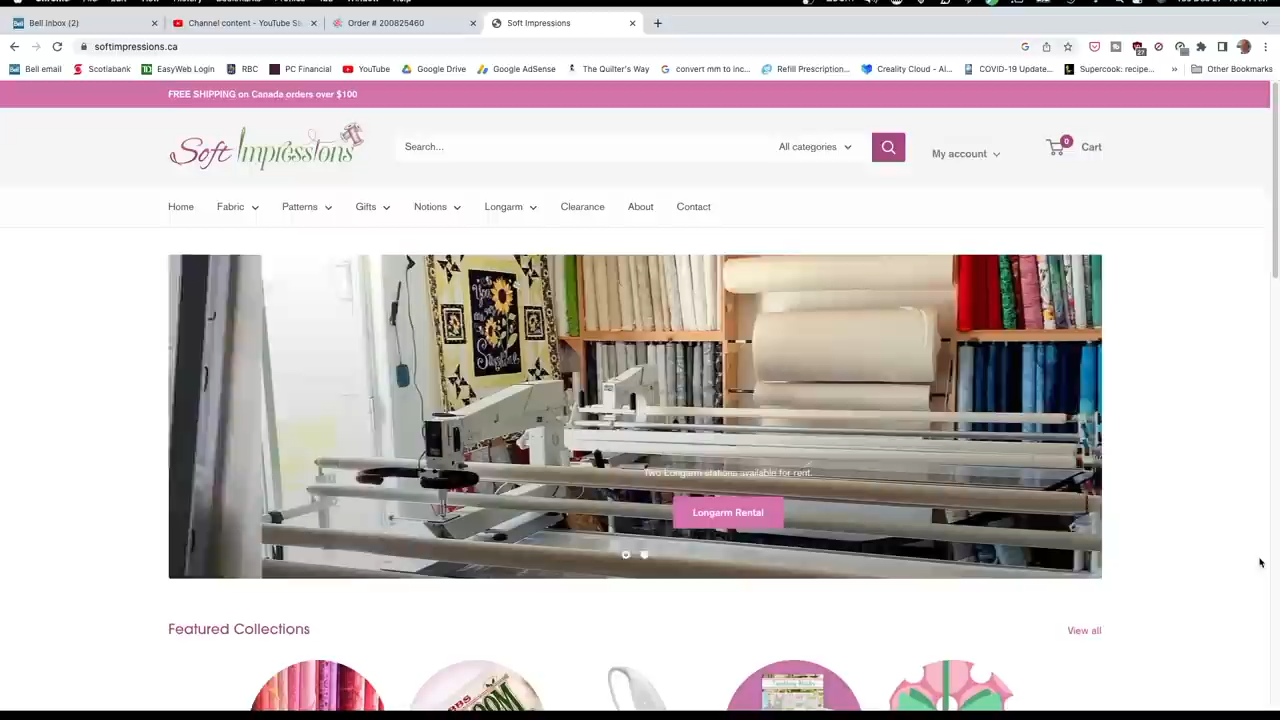 Bell Inbox (2)
Channel content - YouTube St
Order # 200825460
Soft Impressions
softimpressions.ca
Bell email
Scotiabank
EasyWeb Login
RBC
PC Financial
YouTube
Google Drive
Google AdSense
The Quilter's Way
convert mm to inc...
Refill Prescription...
Creality Cloud - Al...
COVID-19 Update...
Supercook: recipe...
Other Bookmarks
FREE SHIPPING on Canada orders over $100
Soft Impressions
Search...
All categories
My account
0
Cart
Home
Fabric
Patterns
Gifts
Notions
Longarm
Clearance
About
Contact
You
Sunshine
Two Longarm stations available for rent.
Longarm Rental
Featured Collections
View all